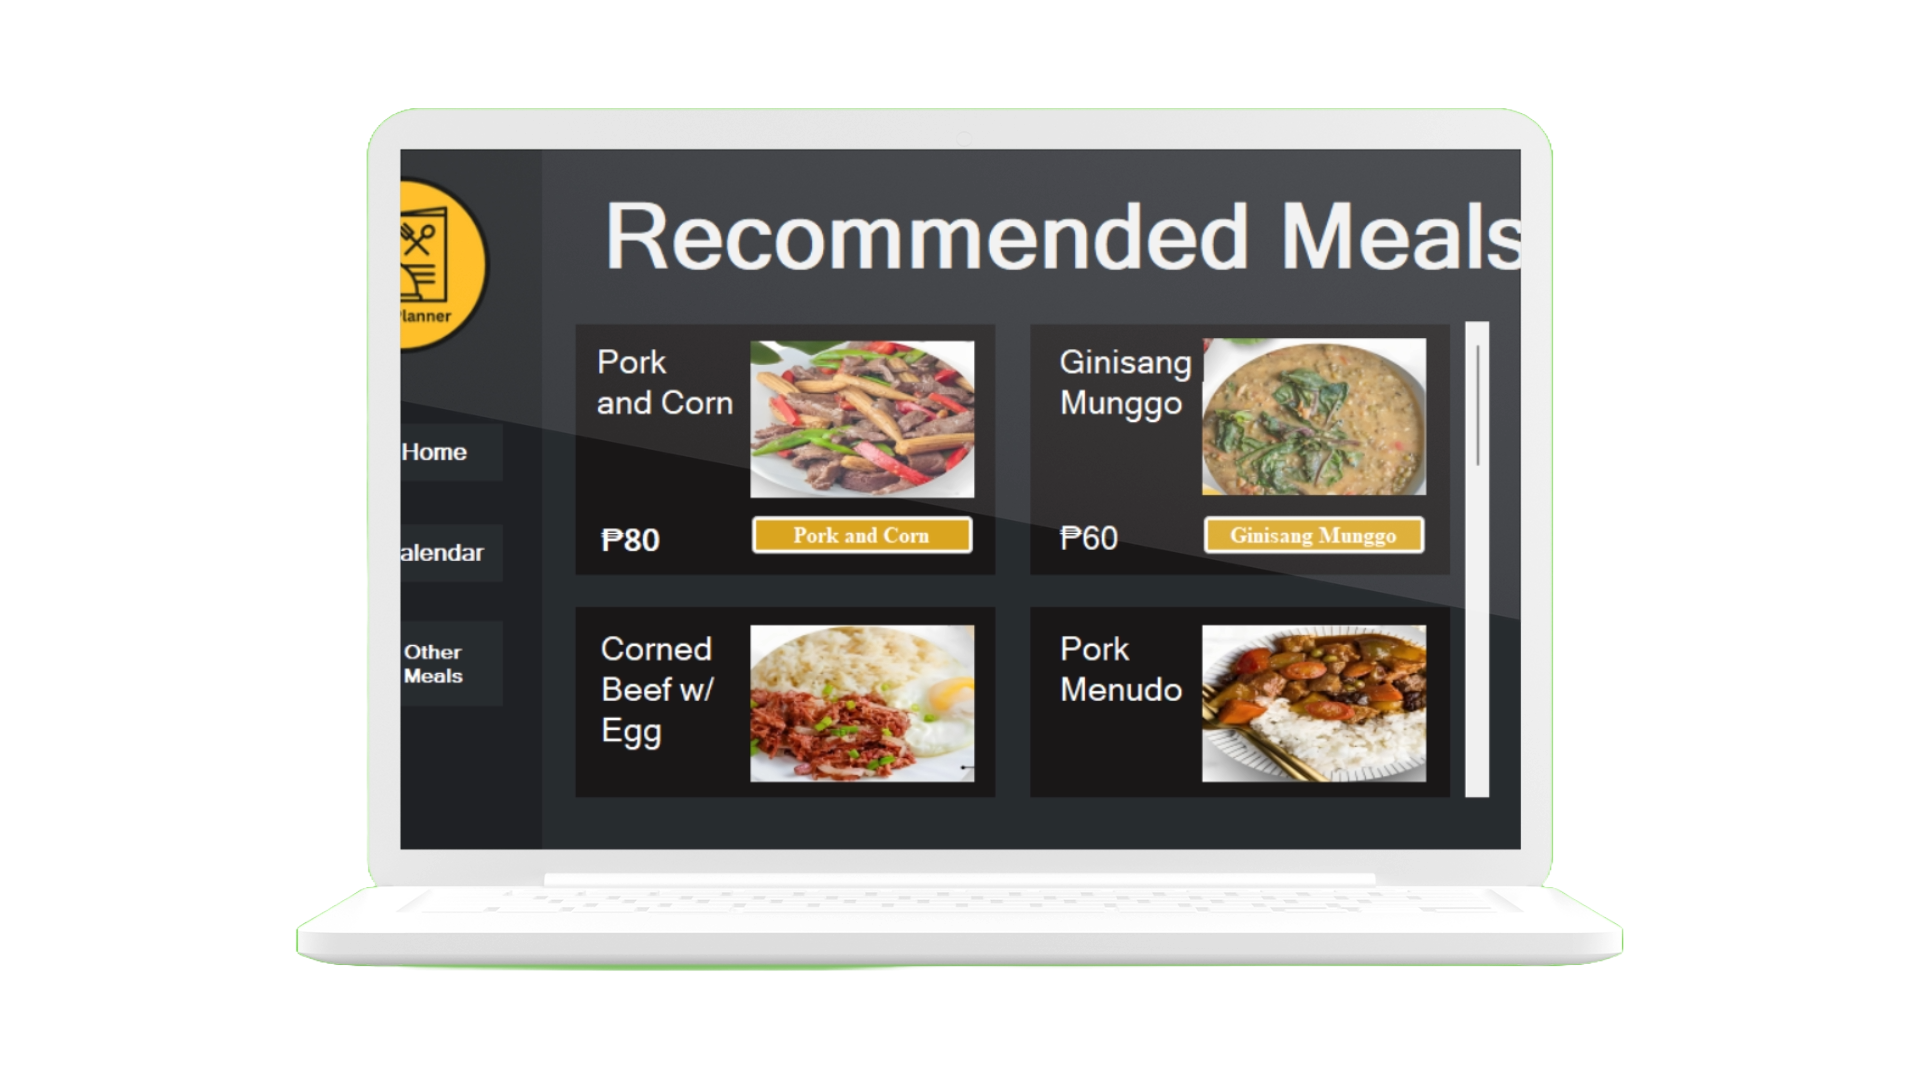 Recommended Meals
lanner
Home
alendar
Other
Meals
Pork
and Corn
₱80
Pork and Corn
Ginisang
Munggo
₱60
Ginisang Munggo
Corned
Beef w/
Egg
Pork
Menudo